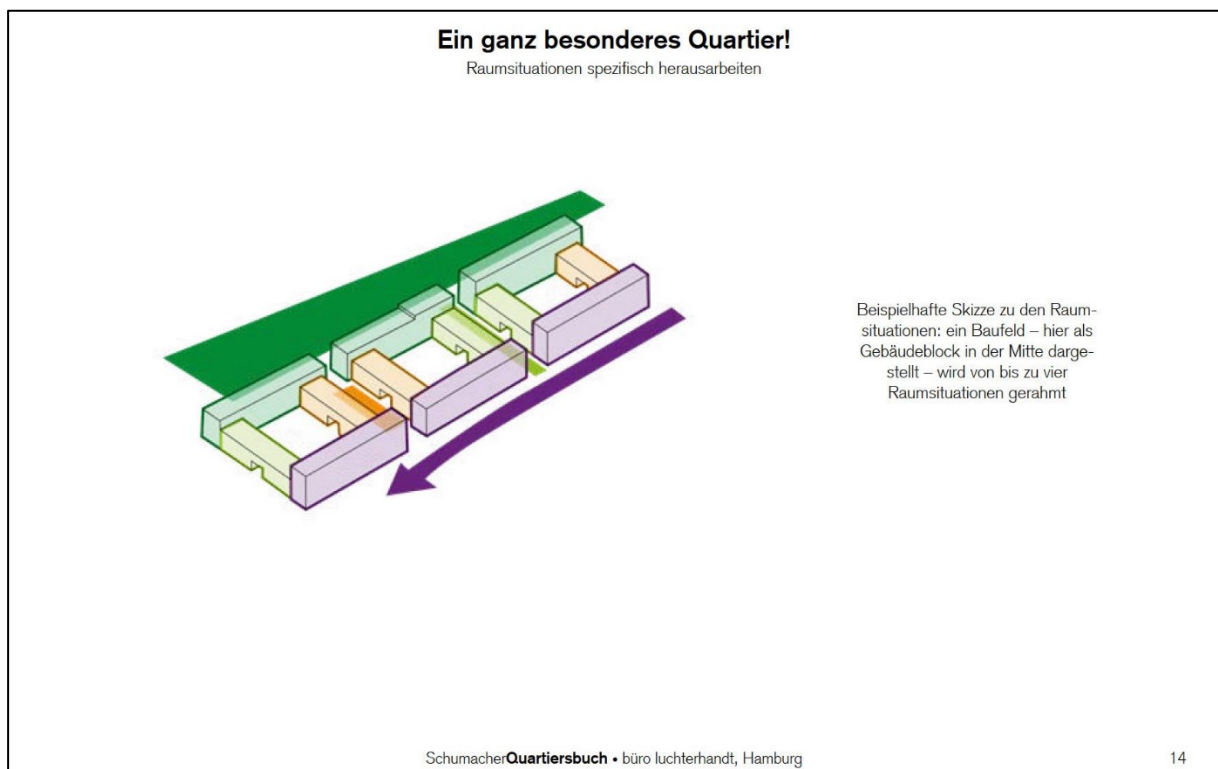 Ein ganz besonderes Quartier!
Raumsituationen spezifisch herausarbeiten
Beispielhafte Skizze zu den Raum-
situationen: ein Baufeld – hier als
Gebäudeblock in der Mitte darge-
stellt – wird von bis zu vier
Raumsituationen gerahmt
SchumacherQuartiersbuch • büro luchterhandt, Hamburg
14